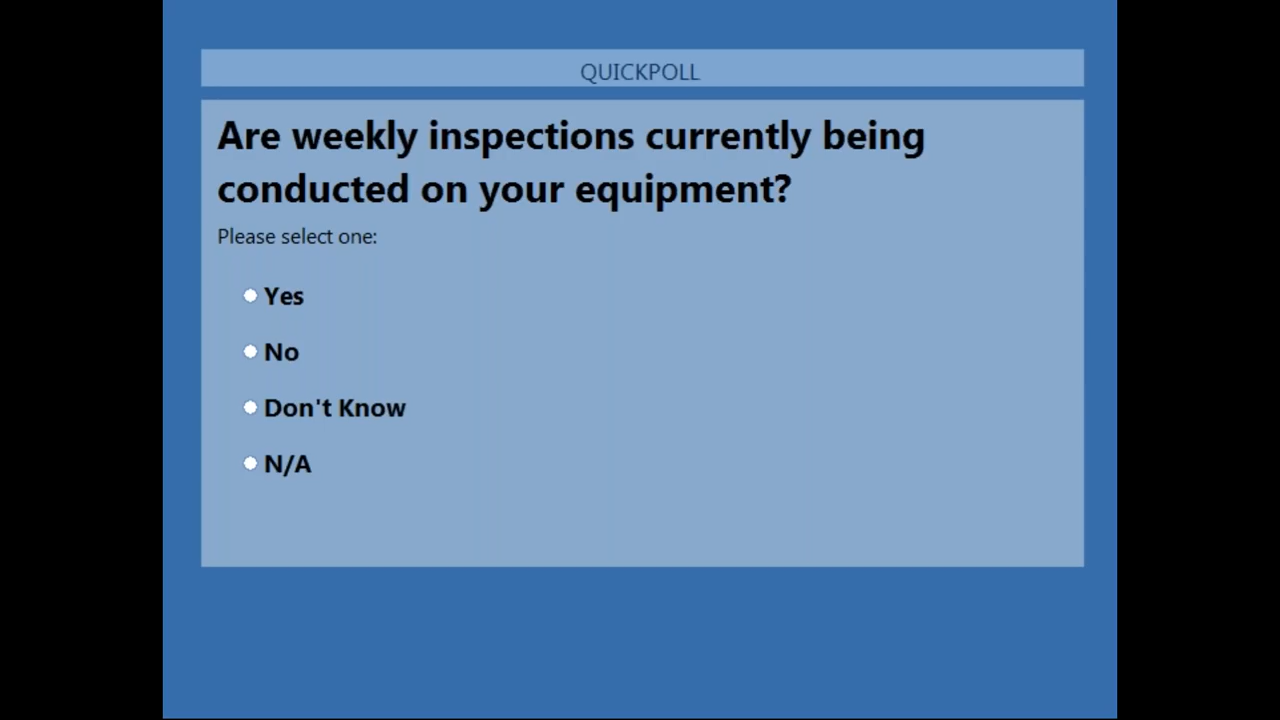 QUICKPOLL
Are weekly inspections currently being
conducted on your equipment?
Please select one:
Yes
No
Don't Know
N/A